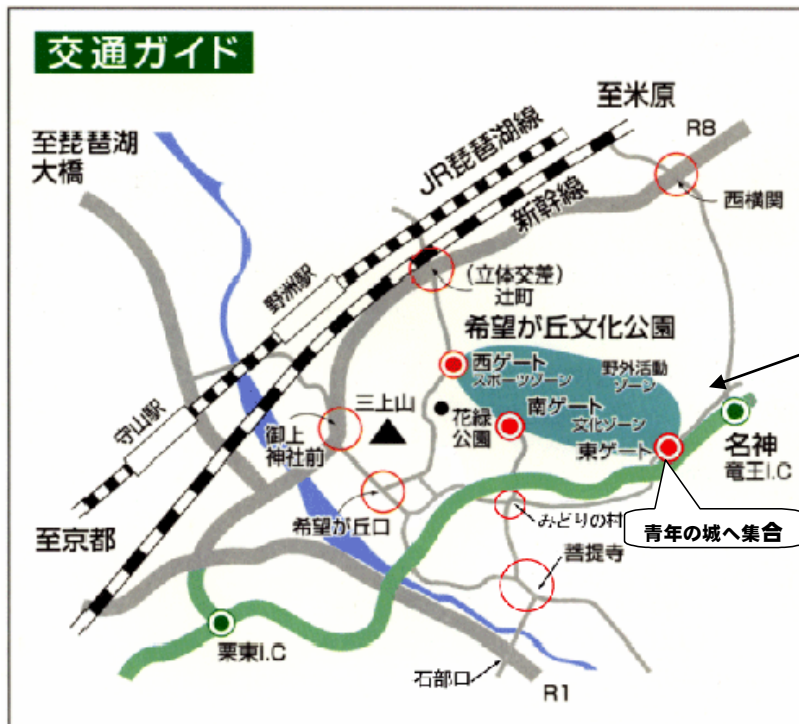 交通ガイド
至米原
R8
至琵琶湖
大橋
JR琵琶湖線
新幹線
西横関
野洲駅
(立体交差)
辻町
希望が丘文化公園
西ゲート
スポーツゾーン
野外活動
ゾーン
守山駅
三上山
御上
神社前
花緑
公園
南ゲート
文化ゾーン
東ゲート
名神
竜王I.C
希望が丘口
みどりの村
青年の城へ集合
至京都
菩提寺
栗東I.C
石部口
R1